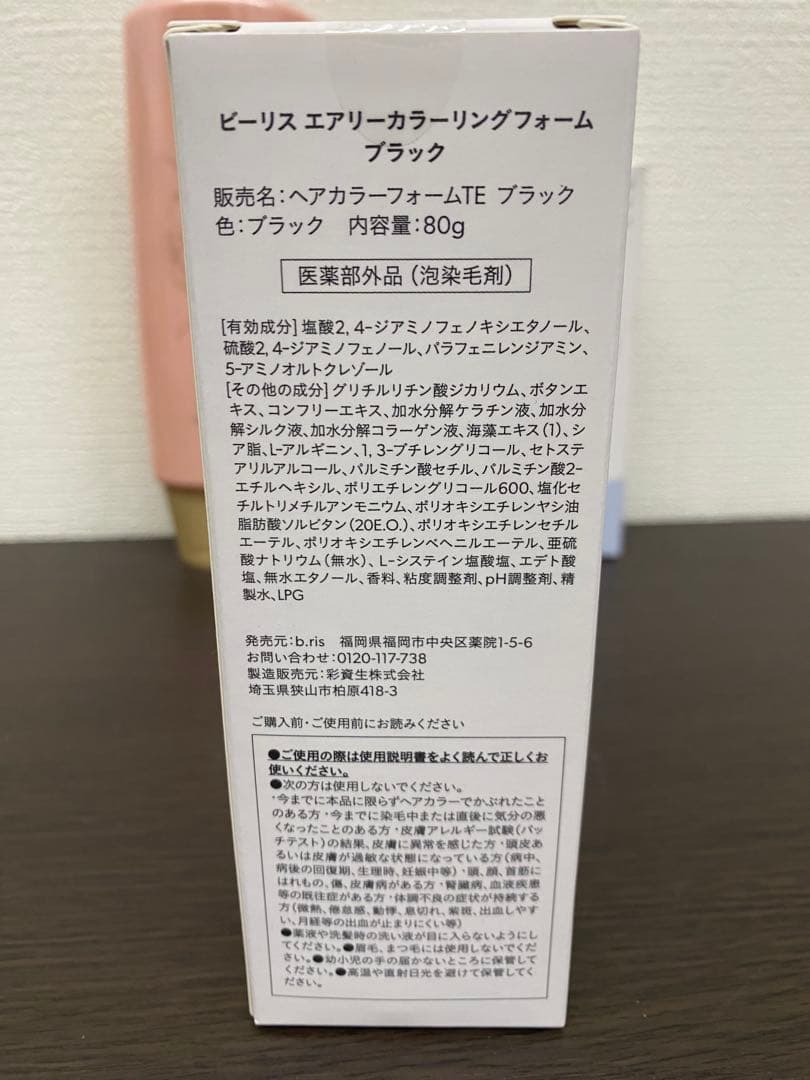 ビーリス エアリーカラーリングフォーム
ブラック
販売名：ヘアカラーフォームTE ブラック
色：ブラック　内容量：80g
医薬部外品（泡染毛剤）
[有効成分] 塩酸2, 4-ジアミノフェノキシエタノール、
硫酸2, 4-ジアミノフェノール、パラフェニレンジアミン、
5-アミノオルトクレゾール
[その他の成分] グリチルリチン酸ジカリウム、ボタンエ
キス、コンフリーエキス、加水分解ケラチン液、加水分
解シルク液、加水分解コラーゲン液、海藻エキス（1）、シ
ア脂、L-アルギニン、1, 3-ブチレングリコール、セトステ
アリルアルコール、パルミチン酸セチル、パルミチン酸2-
エチルヘキシル、ポリエチレングリコール600、塩化セ
チルトリメチルアンモニウム、ポリオキシエチレンヤシ油
脂肪酸ソルビタン（20E.O.）、ポリオキシエチレンセチル
エーテル、ポリオキシエチレンベヘニルエーテル、亜硫
酸ナトリウム（無水）、L-システイン塩酸塩、エデト酸
塩、無水エタノール、香料、粘度調整剤、pH調整剤、精
製水、LPG
発売元：b.ris　福岡県福岡市中央区薬院1-5-6
お問い合わせ：0120-117-738
製造販売元：彩資生株式会社
埼玉県狭山市柏原418-3
ご購入前・ご使用前にお読みください
●ご使用の際は使用説明書をよく読んで正しくお
使いください。
●次の方は使用しないでください。
・今までに本品に限らずヘアカラーでかぶれたこと
のある方・今までに染毛中または直後に気分の悪
くなったことのある方・皮膚アレルギー試験（パッ
チテスト）の結果、皮膚に異常を感じた方・頭皮あ
るいは皮膚が過敏な状態になっている方（病中、
病後の回復期、生理時、妊娠中等）・頭、顔、首筋に
はれもの、傷、皮膚病がある方・腎臓病、血液疾患
等の既往症がある方・体調不良の症状が持続する
方（微熱、倦怠感、動悸、息切れ、紫斑、出血しやす
い、月経等の出血が止まりにくい等）
●薬液や洗髪時の洗い液が目に入らないようにし
てください。●眉毛、まつ毛には使用しないでくだ
さい。●幼小児の手の届かないところに保管して
ください。●高温や直射日光を避けて保管してく
ださい。